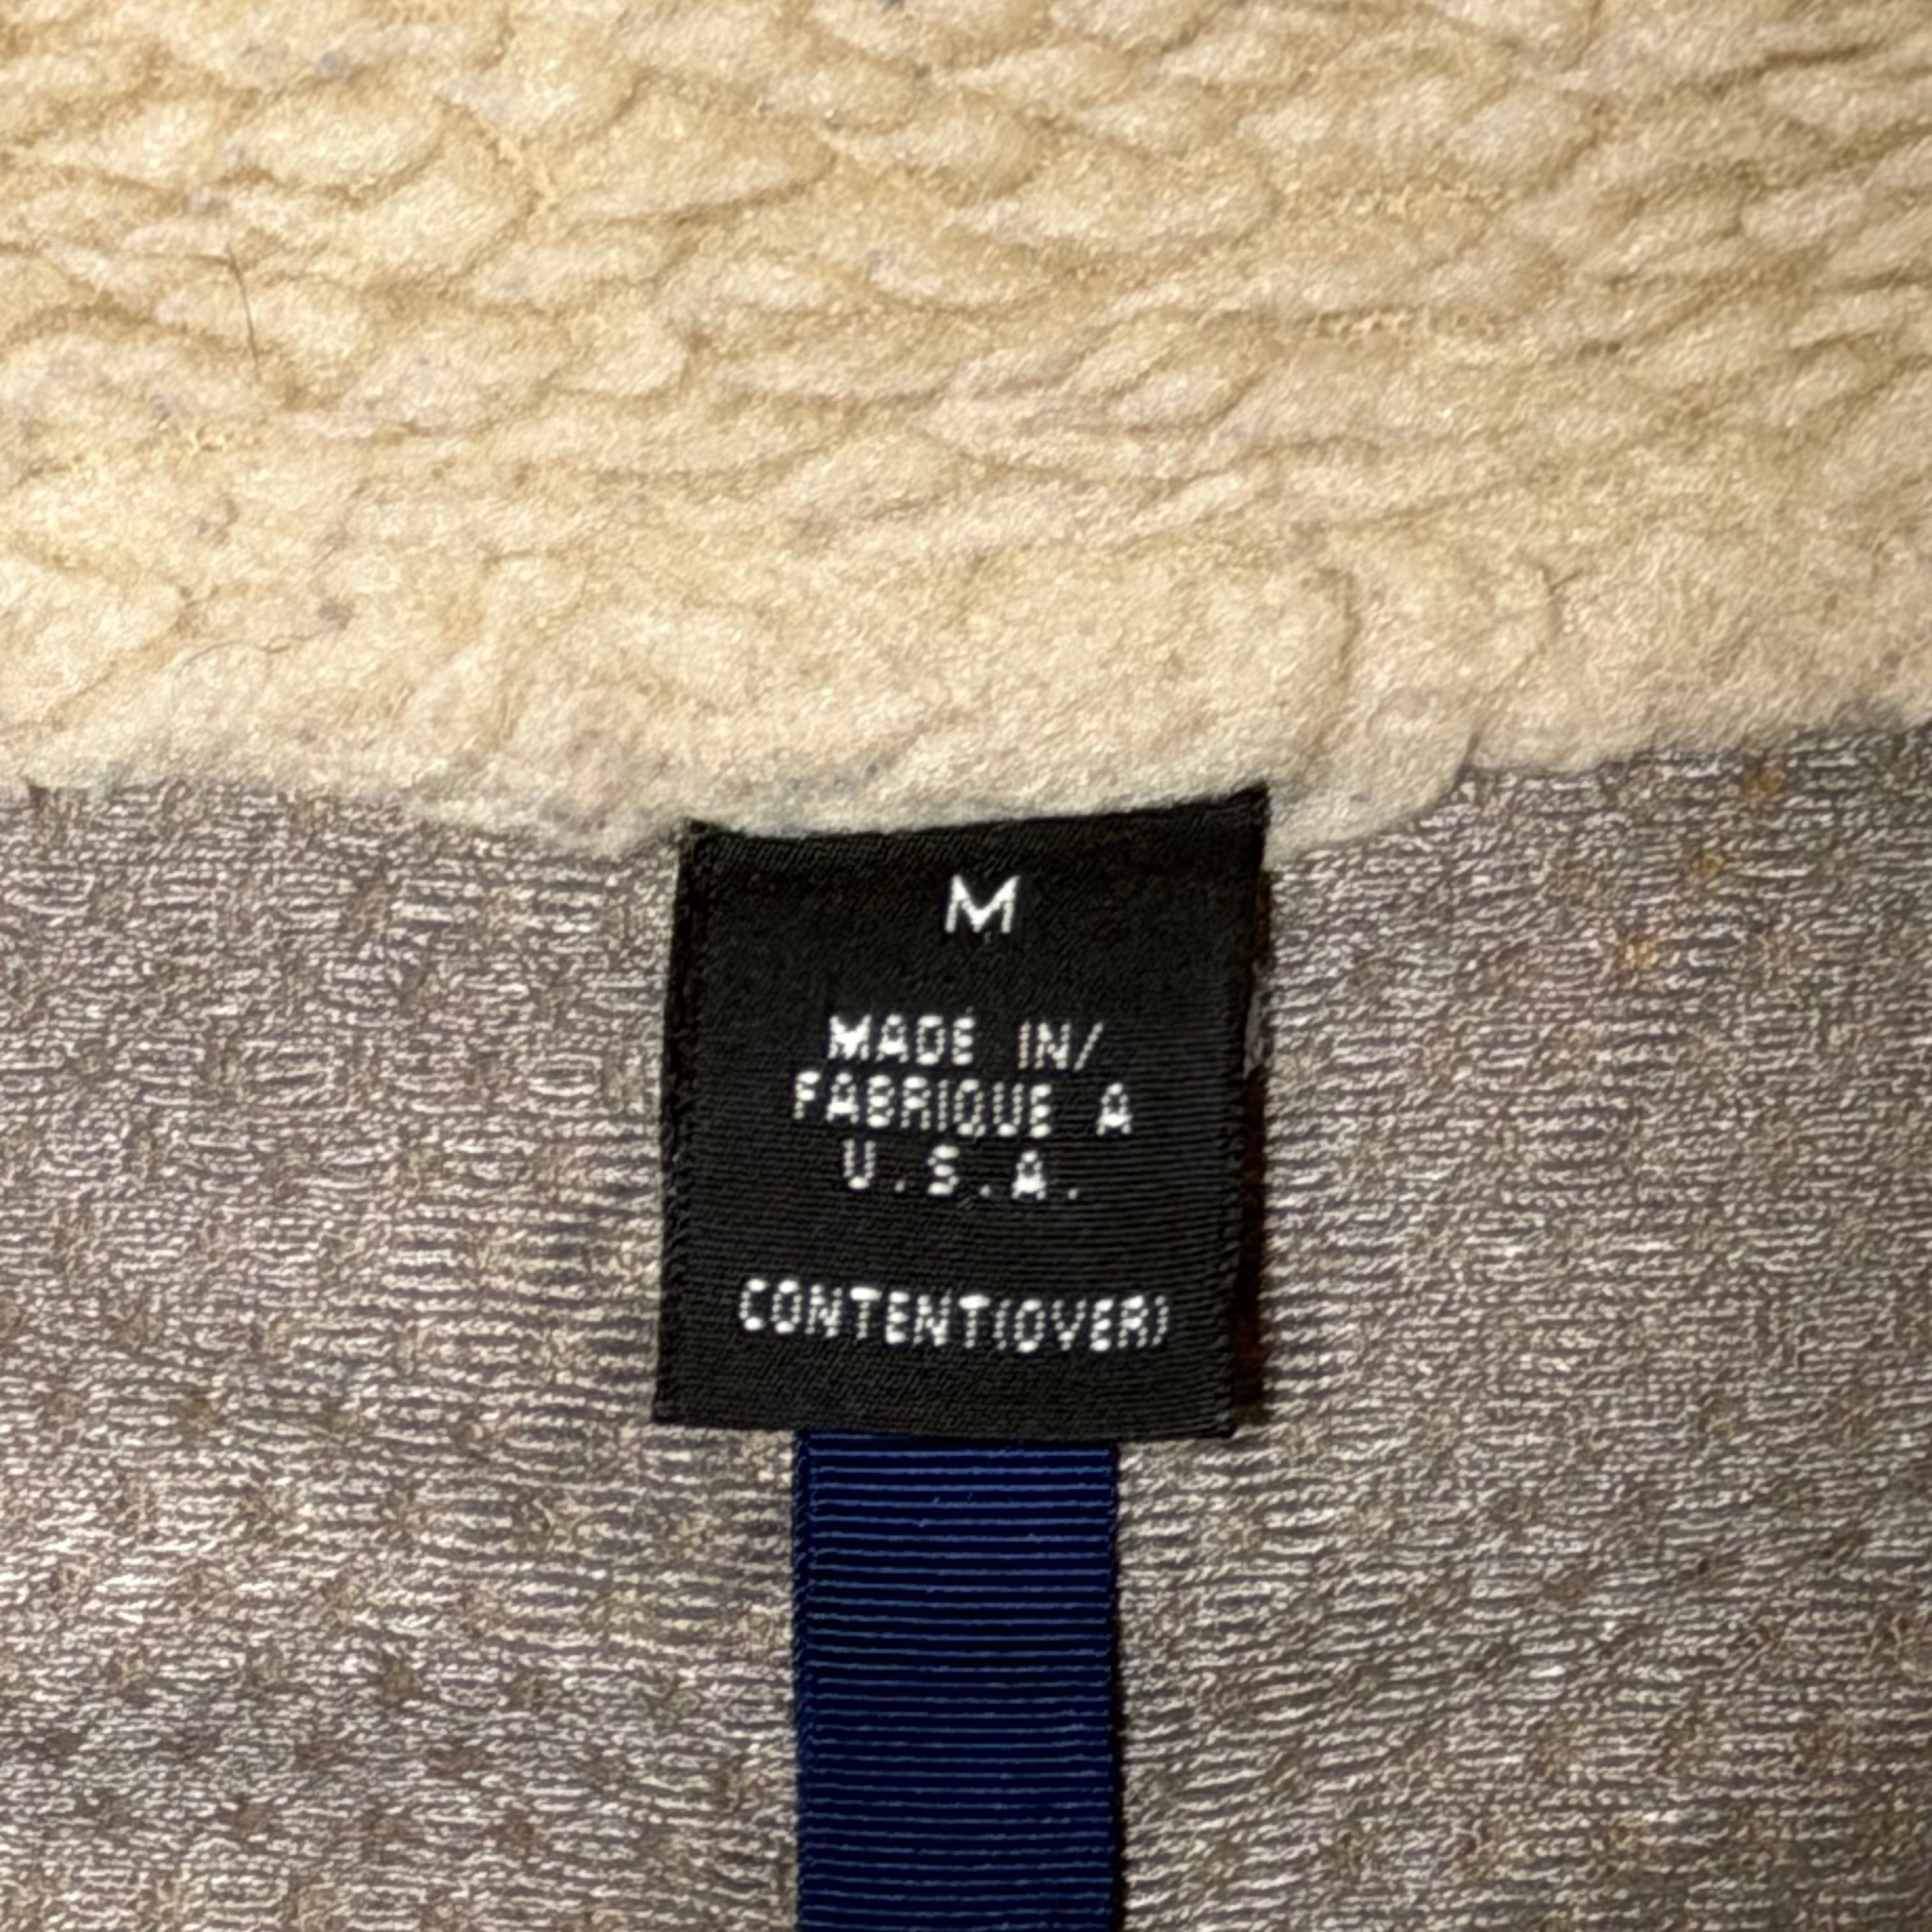 M
MADE IN/
FABRIQUE A
U.S.A.
CONTENT(OVER)